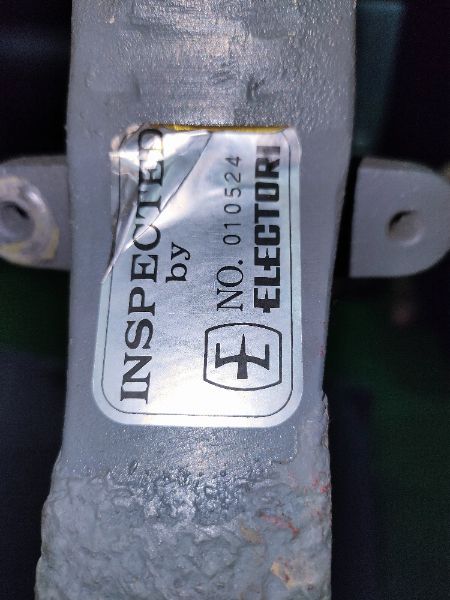 INSPECTED
by
NO. 010524
ELECTORI